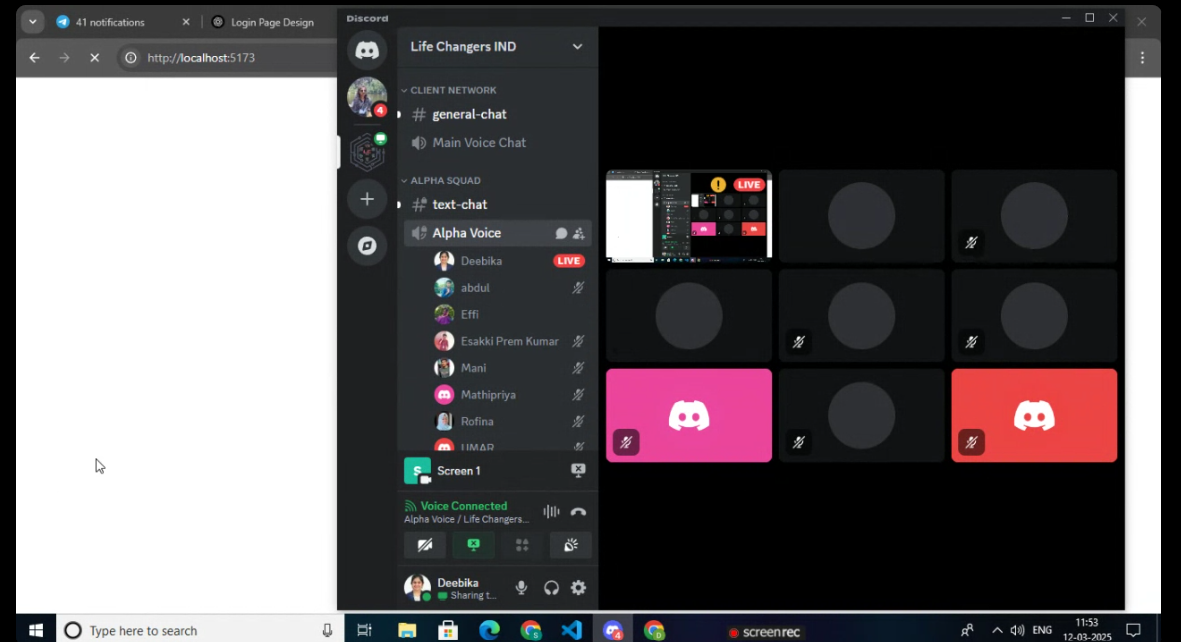 41 notifications
Login Page Design
Discord
http://localhost:5173
Life Changers IND
CLIENT NETWORK
general-chat
4
Main Voice Chat
ALPHA SQUAD
text-chat
Alpha Voice
LIVE
Deebika LIVE
abdul
Effi
Esakki Prem Kumar
Mani
Mathipriya
Rofina
UMAR
S
Screen 1
Voice Connected
Alpha Voice / Life Changers...
Deebika
Sharing t...
Type here to search
4
screenrec
ENG
11:53
12-03-2025